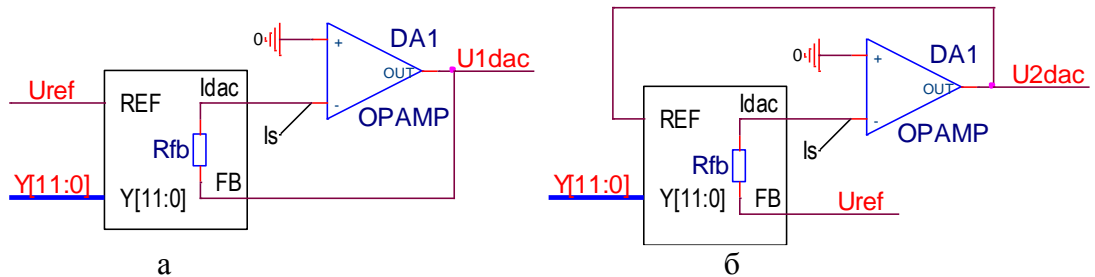 0
+
DA1
OUT
U1dac
Uref
REF
Idac
-
OPAMP
Is
Rfb
Y[11:0]
Y[11:0]
FB
а
0
+
DA1
OUT
U2dac
REF
Idac
-
OPAMP
Is
Rfb
Y[11:0]
Y[11:0]
FB
Uref
б